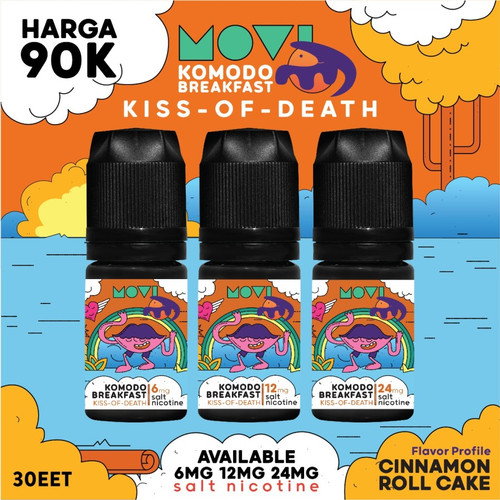 HARGA
90K
MOVI
KOMODO
BREAKFAST
KISS-OF-DEATH
MOVI
KOMODO
BREAKFAST
KISS-OF-DEATH
6mg
salt
nicotine
MOVI
KOMODO
BREAKFAST
KISS-OF-DEATH
12mg
salt
nicotine
MOVI
KOMODO
BREAKFAST
KISS-OF-DEATH
24mg
salt
nicotine
30EET
AVAILABLE
6MG 12MG 24MG
salt nicotine
Flavor Profile
CINNAMON
ROLL CAKE